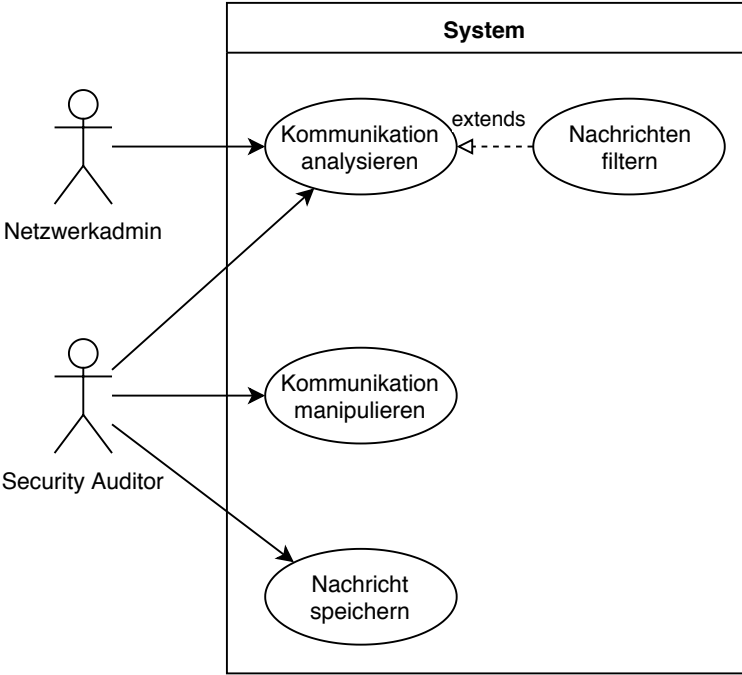 System
Kommunikation
analysieren
extends
Nachrichten
filtern
Netzwerkadmin
Kommunikation
manipulieren
Security Auditor
Nachricht
speichern